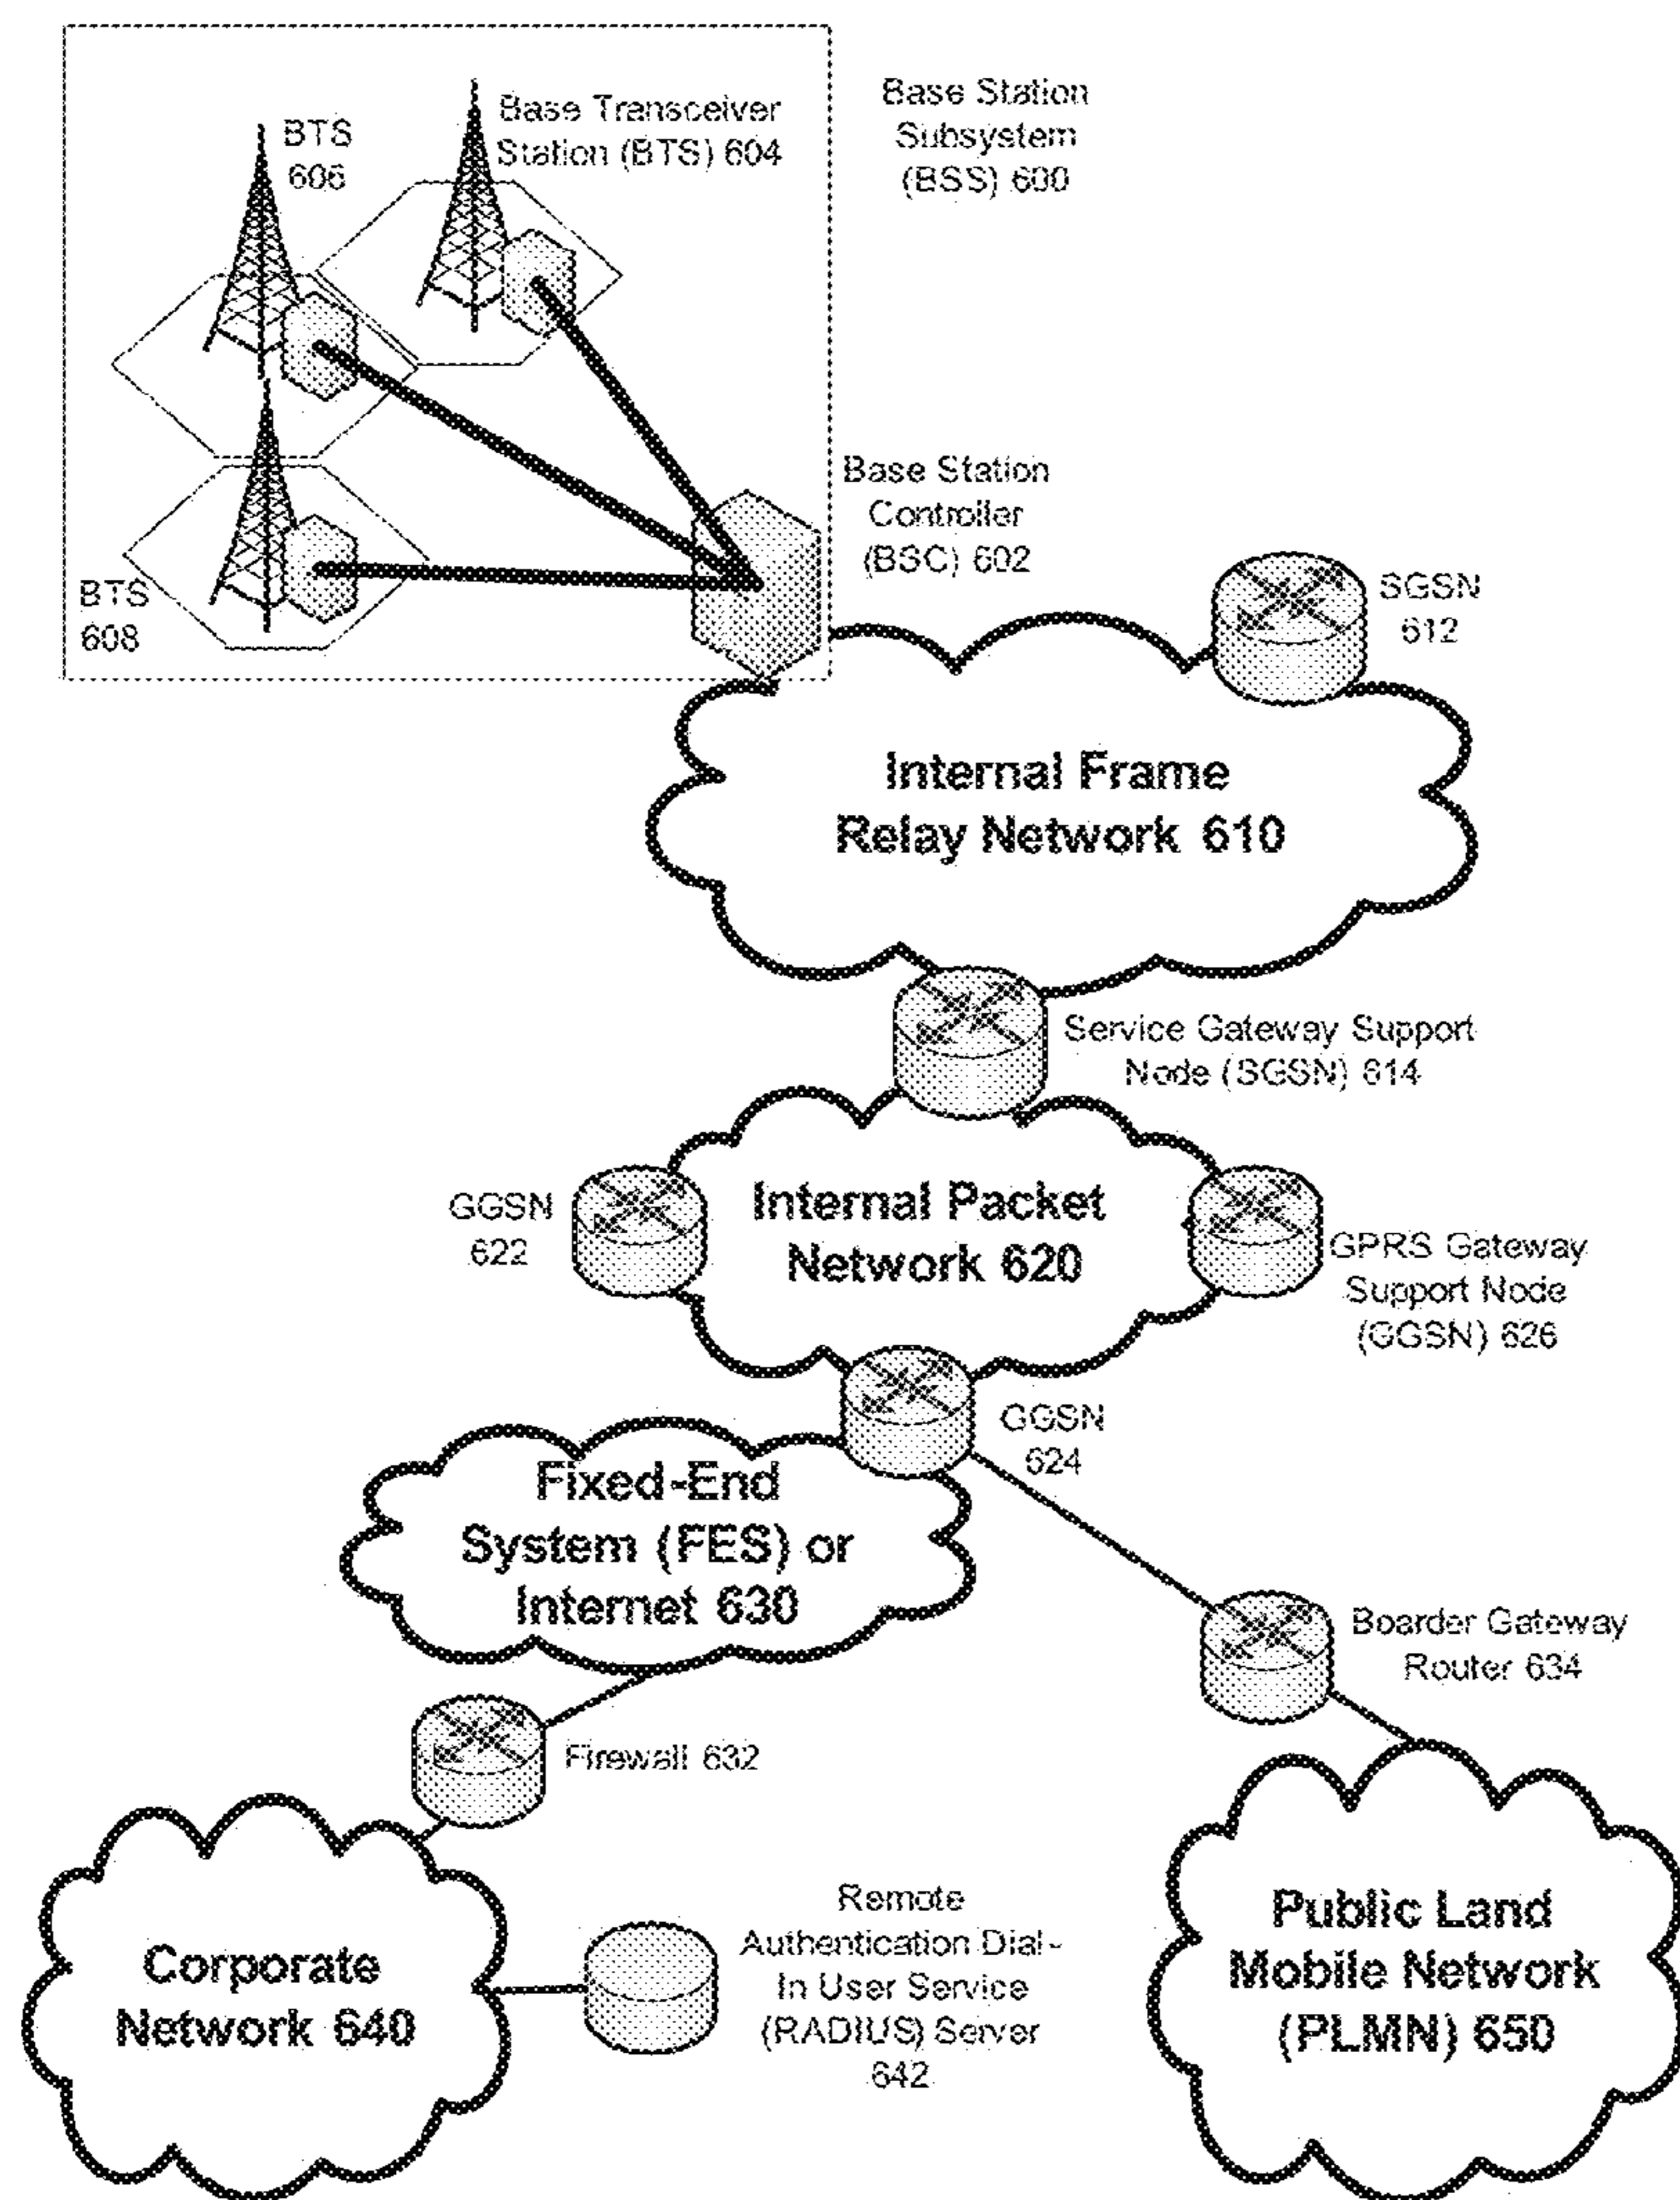 BTS
606
Base Transceiver
Station (BTS) 604
Base Station
Subsystem
(BSS) 600
BTS
608
Base Station
Controller
(BSC) 602
SGSN
612
Internal Frame
Relay Network 610
Service Gateway Support
Node (SGSN) 614
GGSN
622
Internal Packet
Network 620
GPRS Gateway
Support Node
(GGSN) 626
GGSN
624
Fixed-End
System (FES) or
Internet 630
Boarder Gateway
Router 634
Firewall 632
Corporate
Network 640
Remote
Authentication Dial-
In User Service
(RADIUS) Server
642
Public Land
Mobile Network
(PLMN) 650